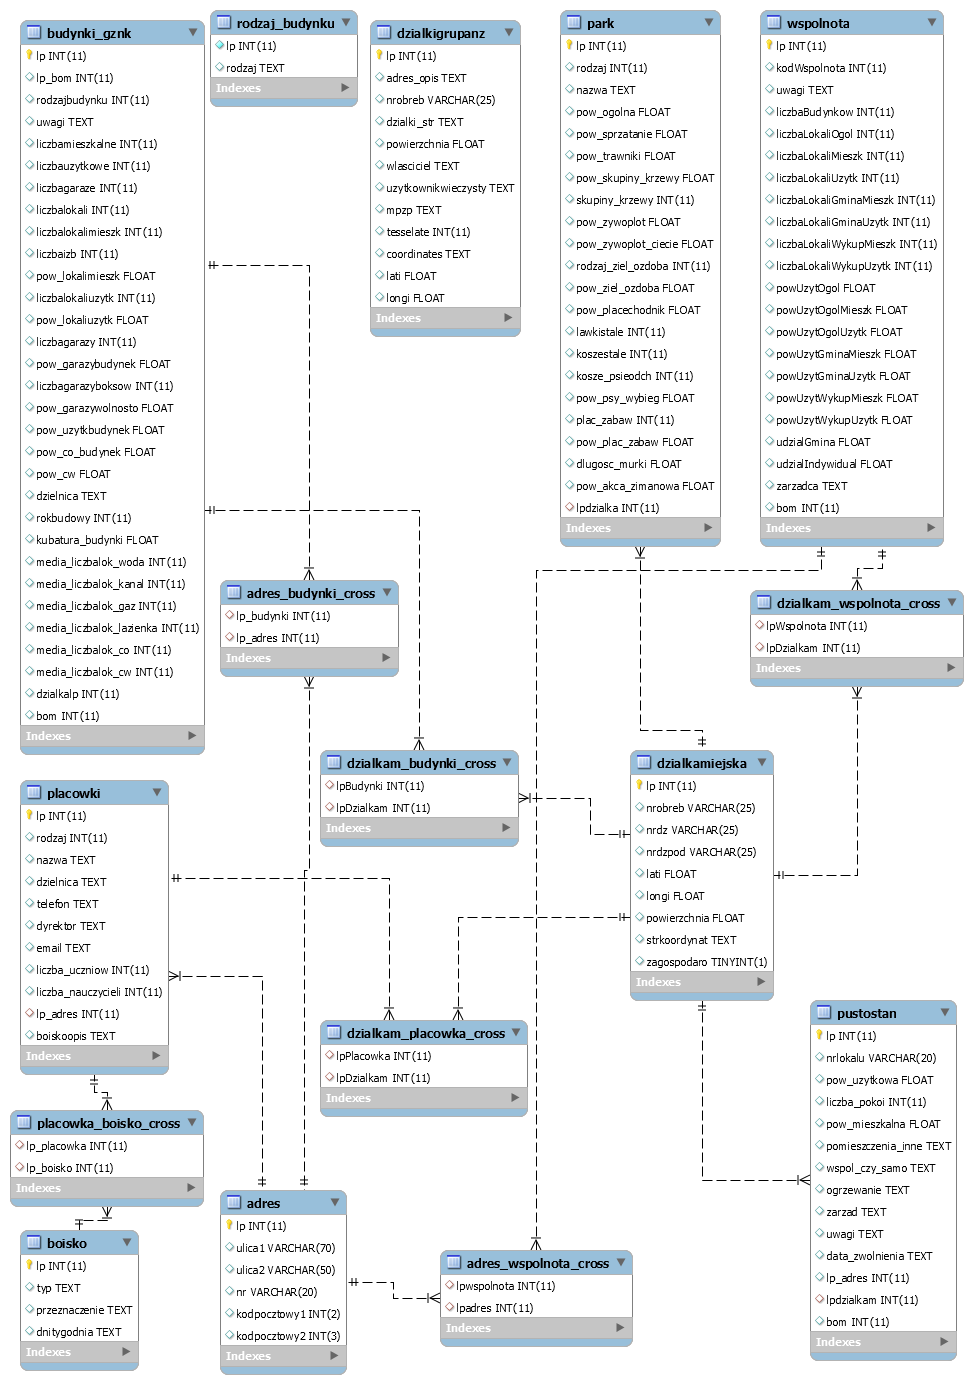 budynki_gznk
lp INT(11)
lp_bom INT(11)
rodzajbudynku INT(11)
uwagi TEXT
liczbamieszkalne INT(11)
liczbauzytkowe INT(11)
liczbagaraze INT(11)
liczbalokali INT(11)
liczbalokalimieszk INT(11)
liczbaizb INT(11)
pow_lokalimieszk FLOAT
liczbalokaliuzytk INT(11)
pow_lokaliuzytk FLOAT
liczbagarazy INT(11)
pow_garazybudynek FLOAT
liczbagarazyboksow INT(11)
pow_garazywolnosto FLOAT
pow_uzytkbudynek FLOAT
pow_co_budynek FLOAT
pow_cw FLOAT
dzielnica TEXT
rokbudowy INT(11)
kubatura_budynki FLOAT
media_liczbalok_woda INT(11)
media_liczbalok_kanal INT(11)
media_liczbalok_gaz INT(11)
media_liczbalok_lazienka INT(11)
media_liczbalok_co INT(11)
media_liczbalok_cw INT(11)
dzialkalp INT(11)
bom INT(11)
Indexes
rodzaj_budynku
lp INT(11)
rodzaj TEXT
Indexes
dzialkigrupanz
lp INT(11)
adres_opis TEXT
nrobreb VARCHAR(25)
dzialki_str TEXT
powierzchnia FLOAT
wlasciciel TEXT
uzytkownikwieczysty TEXT
mpzp TEXT
tesselate INT(11)
coordinates TEXT
lati FLOAT
longi FLOAT
Indexes
park
lp INT(11)
rodzaj INT(11)
nazwa TEXT
pow_ogolna FLOAT
pow_sprzatanie FLOAT
pow_trawniki FLOAT
pow_skupiny_krzewy FLOAT
skupiny_krzewy INT(11)
pow_zywoplot FLOAT
pow_zywoplot_ciecie FLOAT
rodzaj_ziel_ozdoba INT(11)
pow_ziel_ozdoba FLOAT
pow_placechodnik FLOAT
lawkistale INT(11)
koszestale INT(11)
kosze_psieodch INT(11)
pow_psy_wybieg FLOAT
plac_zabaw INT(11)
pow_plac_zabaw FLOAT
dlugosc_murki FLOAT
pow_akca_zimanowa FLOAT
lpdzialka INT(11)
Indexes
wspolnota
lp INT(11)
kodWspolnota INT(11)
uwagi TEXT
liczbaBudynkow INT(11)
liczbaLokaliOgol INT(11)
liczbaLokaliMieszk INT(11)
liczbaLokaliUzytk INT(11)
liczbaLokaliGminaMieszk INT(11)
liczbaLokaliGminaUzytk INT(11)
liczbaLokaliWykupMieszk INT(11)
liczbaLokaliWykupUzytk INT(11)
powUzytOgol FLOAT
powUzytOgolMieszk FLOAT
powUzytOgolUzytk FLOAT
powUzytGminaMieszk FLOAT
powUzytGminaUzytk FLOAT
powUzytWykupMieszk FLOAT
powUzytWykupUzytk FLOAT
udzialGmina FLOAT
udzialIndywidual FLOAT
zarzadca TEXT
bom INT(11)
Indexes
adres_budynki_cross
lp_budynki INT(11)
lp_adres INT(11)
Indexes
dzialkam_wspolnota_cross
lpWspolnota INT(11)
lpDzialkam INT(11)
Indexes
dzialkam_budynki_cross
lpBudynki INT(11)
lpDzialkam INT(11)
Indexes
dzialkamiejska
lp INT(11)
nrobreb VARCHAR(25)
nrdz VARCHAR(25)
nrdzpod VARCHAR(25)
lati FLOAT
longi FLOAT
powierzchnia FLOAT
strkoordynat TEXT
zagospodaro TINYINT(1)
Indexes
placowki
lp INT(11)
rodzaj INT(11)
nazwa TEXT
dzielnica TEXT
telefon TEXT
dyrektor TEXT
email TEXT
liczba_uczniow INT(11)
liczba_nauczycieli INT(11)
lp_adres INT(11)
boiskoopis TEXT
Indexes
dzialkam_placowka_cross
lpPlacowka INT(11)
lpDzialkam INT(11)
Indexes
pustostan
lp INT(11)
nrlokalu VARCHAR(20)
pow_uzytkowa FLOAT
liczba_pokoi INT(11)
pow_mieszkalna FLOAT
pomieszczenia_inne TEXT
wspol_czy_samo TEXT
ogrzewanie TEXT
zarzad TEXT
uwagi TEXT
data_zwolnienia TEXT
lp_adres INT(11)
lpdzialkam INT(11)
bom INT(11)
Indexes
placowka_boisko_cross
lp_placowka INT(11)
lp_boisko INT(11)
Indexes
boisko
lp INT(11)
typ TEXT
przeznaczenie TEXT
dnitygodnia TEXT
Indexes
adres
lp INT(11)
ulica1 VARCHAR(70)
ulica2 VARCHAR(50)
nr VARCHAR(20)
kodpocztowy1 INT(2)
kodpocztowy2 INT(3)
Indexes
adres_wspolnota_cross
lpwspolnota INT(11)
lpadres INT(11)
Indexes